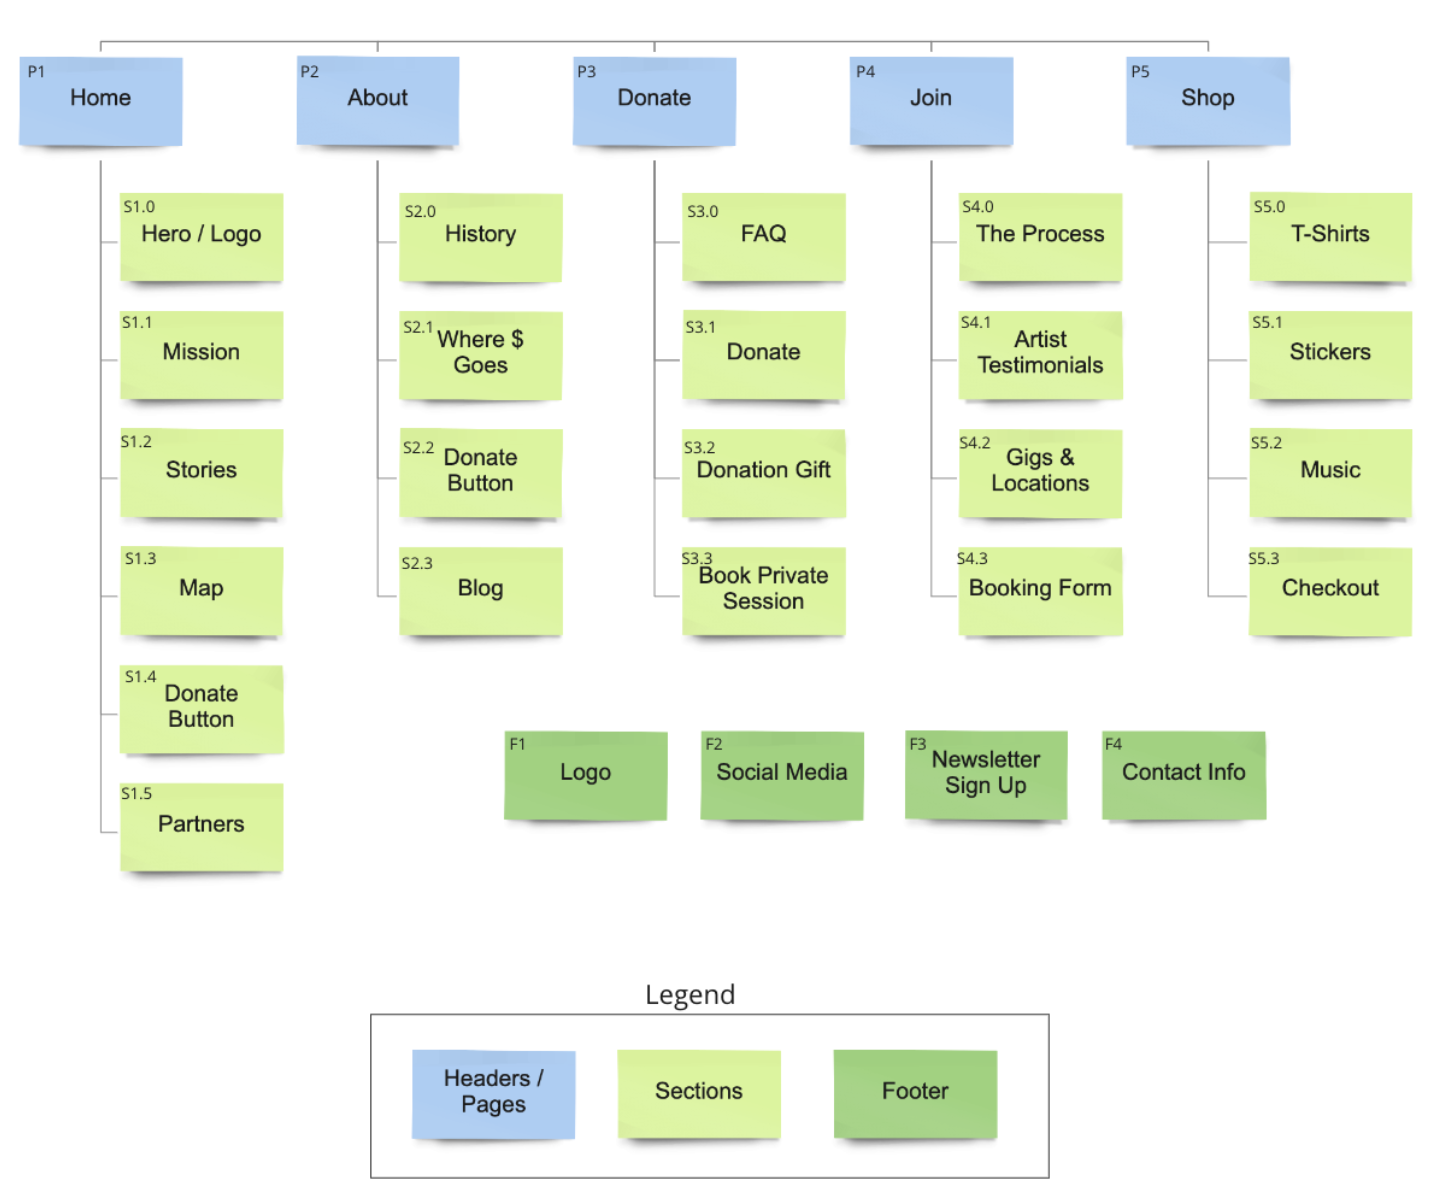 P1
Home
P2
About
P3
Donate
P4
Join
P5
Shop
S1.0
Hero / Logo
S1.1
Mission
S1.2
Stories
S1.3
Map
S1.4
Donate
Button
S1.5
Partners
S2.0
History
S2.1
Where $
Goes
S2.2
Donate
Button
S2.3
Blog
S3.0
FAQ
S3.1
Donate
S3.2
Donation Gift
S3.3
Book Private
Session
S4.0
The Process
S4.1
Artist
Testimonials
S4.2
Gigs &
Locations
S4.3
Booking Form
S5.0
T-Shirts
S5.1
Stickers
S5.2
Music
S5.3
Checkout
F1
Logo
F2
Social Media
F3
Newsletter
Sign Up
F4
Contact Info
Legend
Headers /
Pages
Sections
Footer